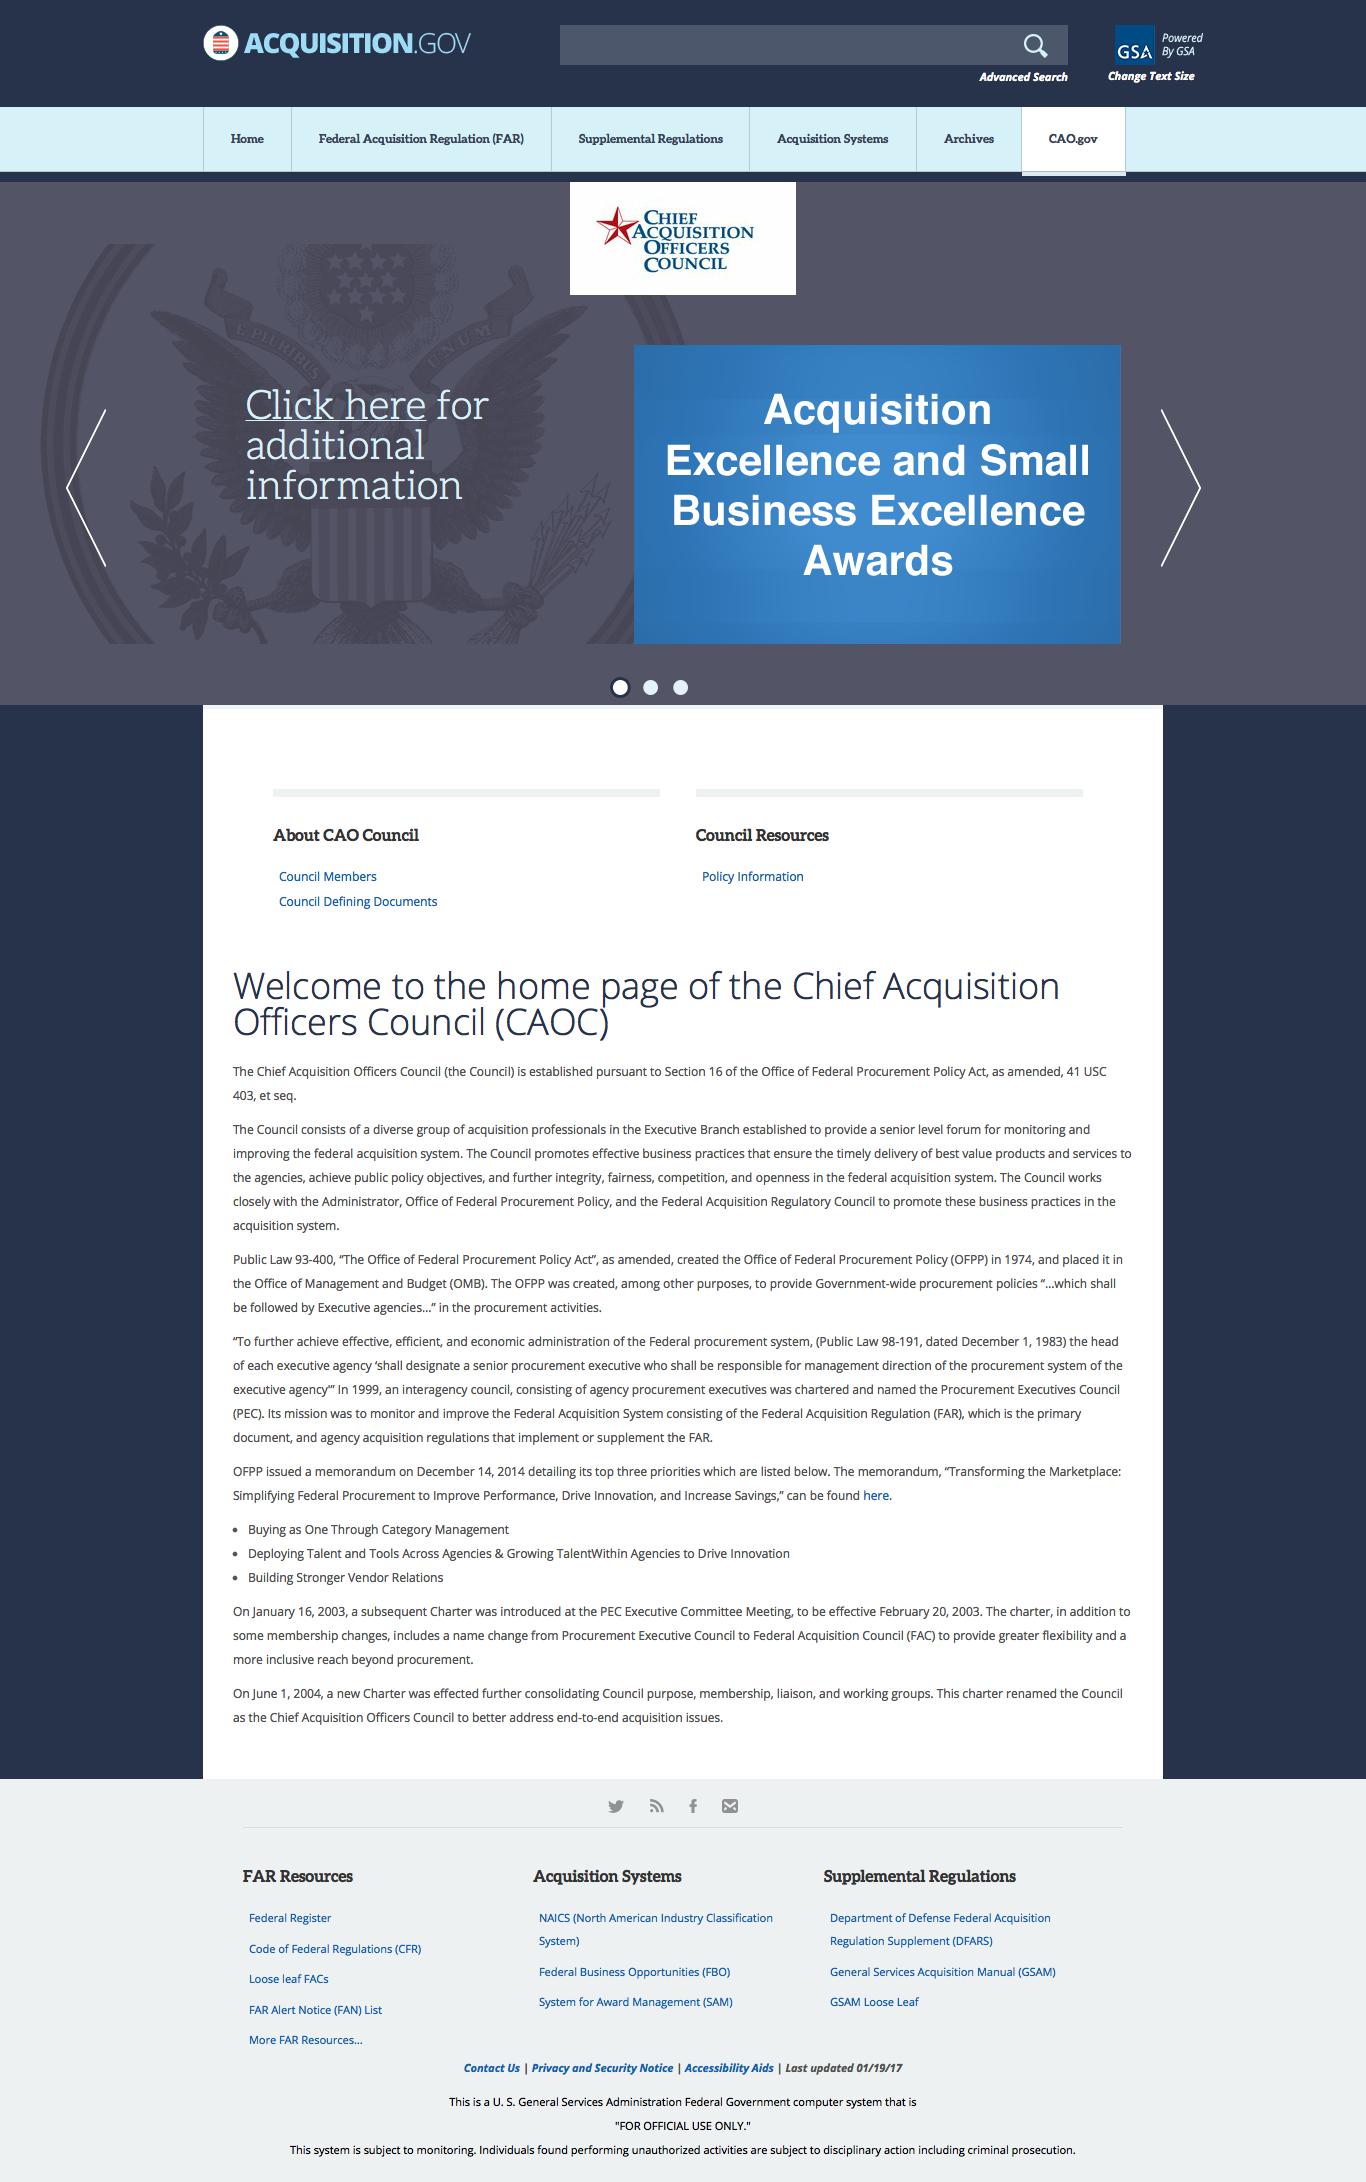 ACQUISITION.GOV
GSA
Powered
By GSA
Advanced Search
Change Text Size
Home
Federal Acquisition Regulation (FAR)
Supplemental Regulations
Acquisition Systems
Archives
CAO.gov
CHIEF
ACQUISITION
OFFICERS
COUNCIL
E PLURIBUS UNUM
Click here for
additional
information
Acquisition
Excellence and Small
Business Excellence
Awards
About CAO Council
Council Members
Council Defining Documents
Council Resources
Policy Information
Welcome to the home page of the Chief Acquisition
Officers Council (CAOC)
The Chief Acquisition Officers Council (the Council) is established pursuant to Section 16 of the Office of Federal Procurement Policy Act, as amended, 41 USC
403, et seq.
The Council consists of a diverse group of acquisition professionals in the Executive Branch established to provide a senior level forum for monitoring and
improving the federal acquisition system. The Council promotes effective business practices that ensure the timely delivery of best value products and services to
the agencies, achieve public policy objectives, and further integrity, fairness, competition, and openness in the federal acquisition system. The Council works
closely with the Administrator, Office of Federal Procurement Policy, and the Federal Acquisition Regulatory Council to promote these business practices in the
acquisition system.
Public Law 93-400, “The Office of Federal Procurement Policy Act”, as amended, created the Office of Federal Procurement Policy (OFPP) in 1974, and placed it in
the Office of Management and Budget (OMB). The OFPP was created, among other purposes, to provide Government-wide procurement policies “…which shall
be followed by Executive agencies…” in the procurement activities.
“To further achieve effective, efficient, and economic administration of the Federal procurement system, (Public Law 98-191, dated December 1, 1983) the head
of each executive agency ‘shall designate a senior procurement executive who shall be responsible for management direction of the procurement system of the
executive agency’” In 1999, an interagency council, consisting of agency procurement executives was chartered and named the Procurement Executives Council
(PEC). Its mission was to monitor and improve the Federal Acquisition System consisting of the Federal Acquisition Regulation (FAR), which is the primary
document, and agency acquisition regulations that implement or supplement the FAR.
OFPP issued a memorandum on December 14, 2014 detailing its top three priorities which are listed below. The memorandum, “Transforming the Marketplace:
Simplifying Federal Procurement to Improve Performance, Drive Innovation, and Increase Savings,” can be found here.
• Buying as One Through Category Management
• Deploying Talent and Tools Across Agencies & Growing TalentWithin Agencies to Drive Innovation
• Building Stronger Vendor Relations
On January 16, 2003, a subsequent Charter was introduced at the PEC Executive Committee Meeting, to be effective February 20, 2003. The charter, in addition to
some membership changes, includes a name change from Procurement Executive Council to Federal Acquisition Council (FAC) to provide greater flexibility and a
more inclusive reach beyond procurement.
On June 1, 2004, a new Charter was effected further consolidating Council purpose, membership, liaison, and working groups. This charter renamed the Council
as the Chief Acquisition Officers Council to better address end-to-end acquisition issues.
FAR Resources
Federal Register
Code of Federal Regulations (CFR)
Loose leaf FACs
FAR Alert Notice (FAN) List
More FAR Resources...
Acquisition Systems
NAICS (North American Industry Classification
System)
Federal Business Opportunities (FBO)
System for Award Management (SAM)
Supplemental Regulations
Department of Defense Federal Acquisition
Regulation Supplement (DFARS)
General Services Acquisition Manual (GSAM)
GSAM Loose Leaf
Contact Us | Privacy and Security Notice | Accessibility Aids | Last updated 01/19/17
This is a U. S. General Services Administration Federal Government computer system that is
"FOR OFFICIAL USE ONLY."
This system is subject to monitoring. Individuals found performing unauthorized activities are subject to disciplinary action including criminal prosecution.